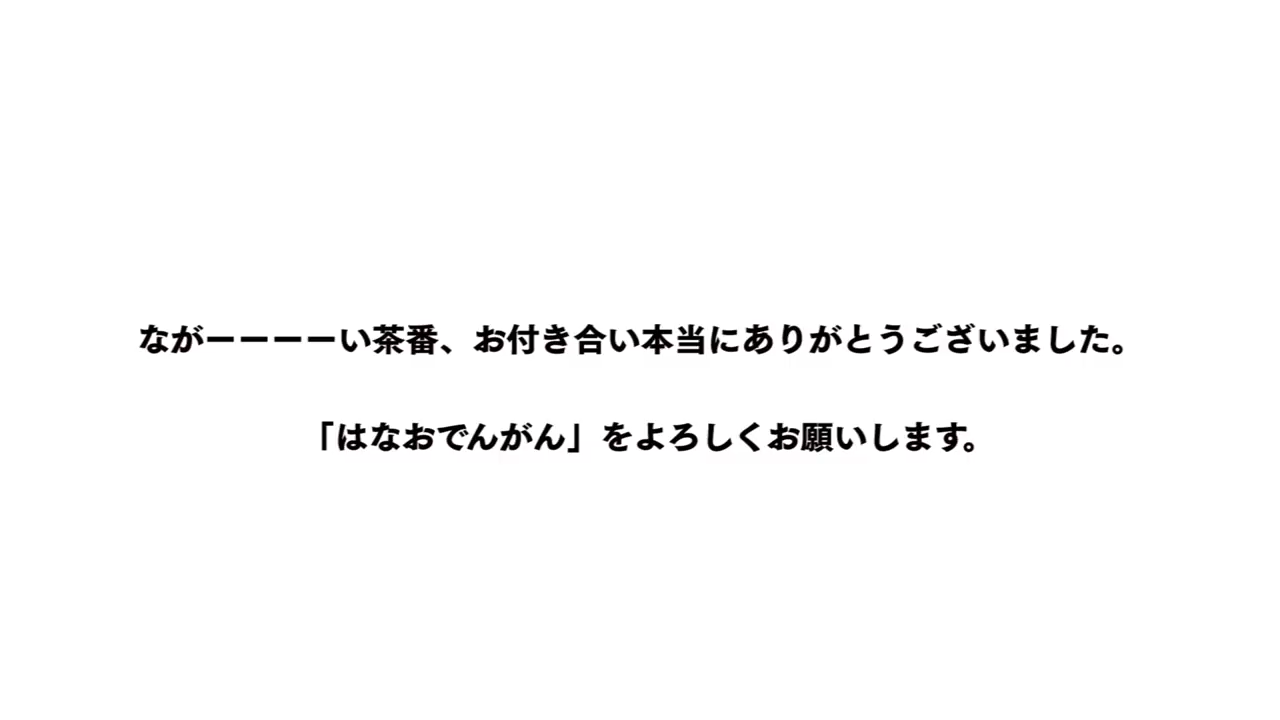 ながーーーーい茶番、お付き合い本当にありがとうございました。
「はなおでんがん」をよろしくお願いします。